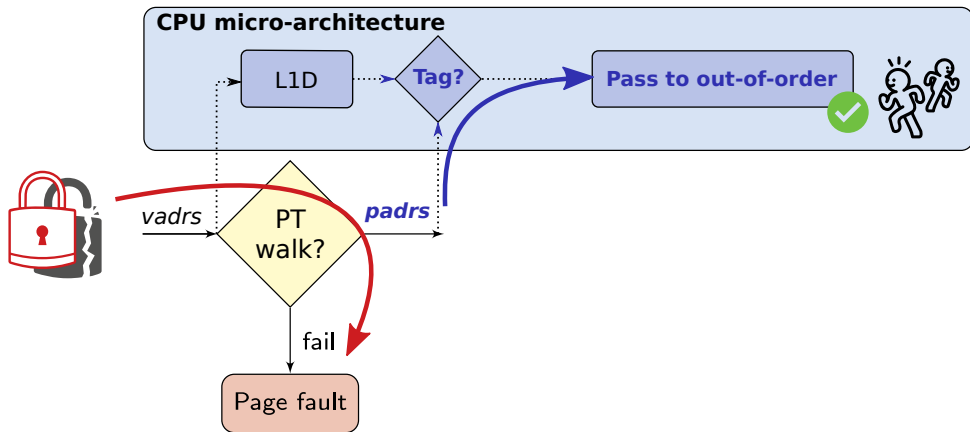 CPU micro-architecture
L1D
Tag?
Pass to out-of-order
vadrs
PT
walk?
padrs
fail
Page fault